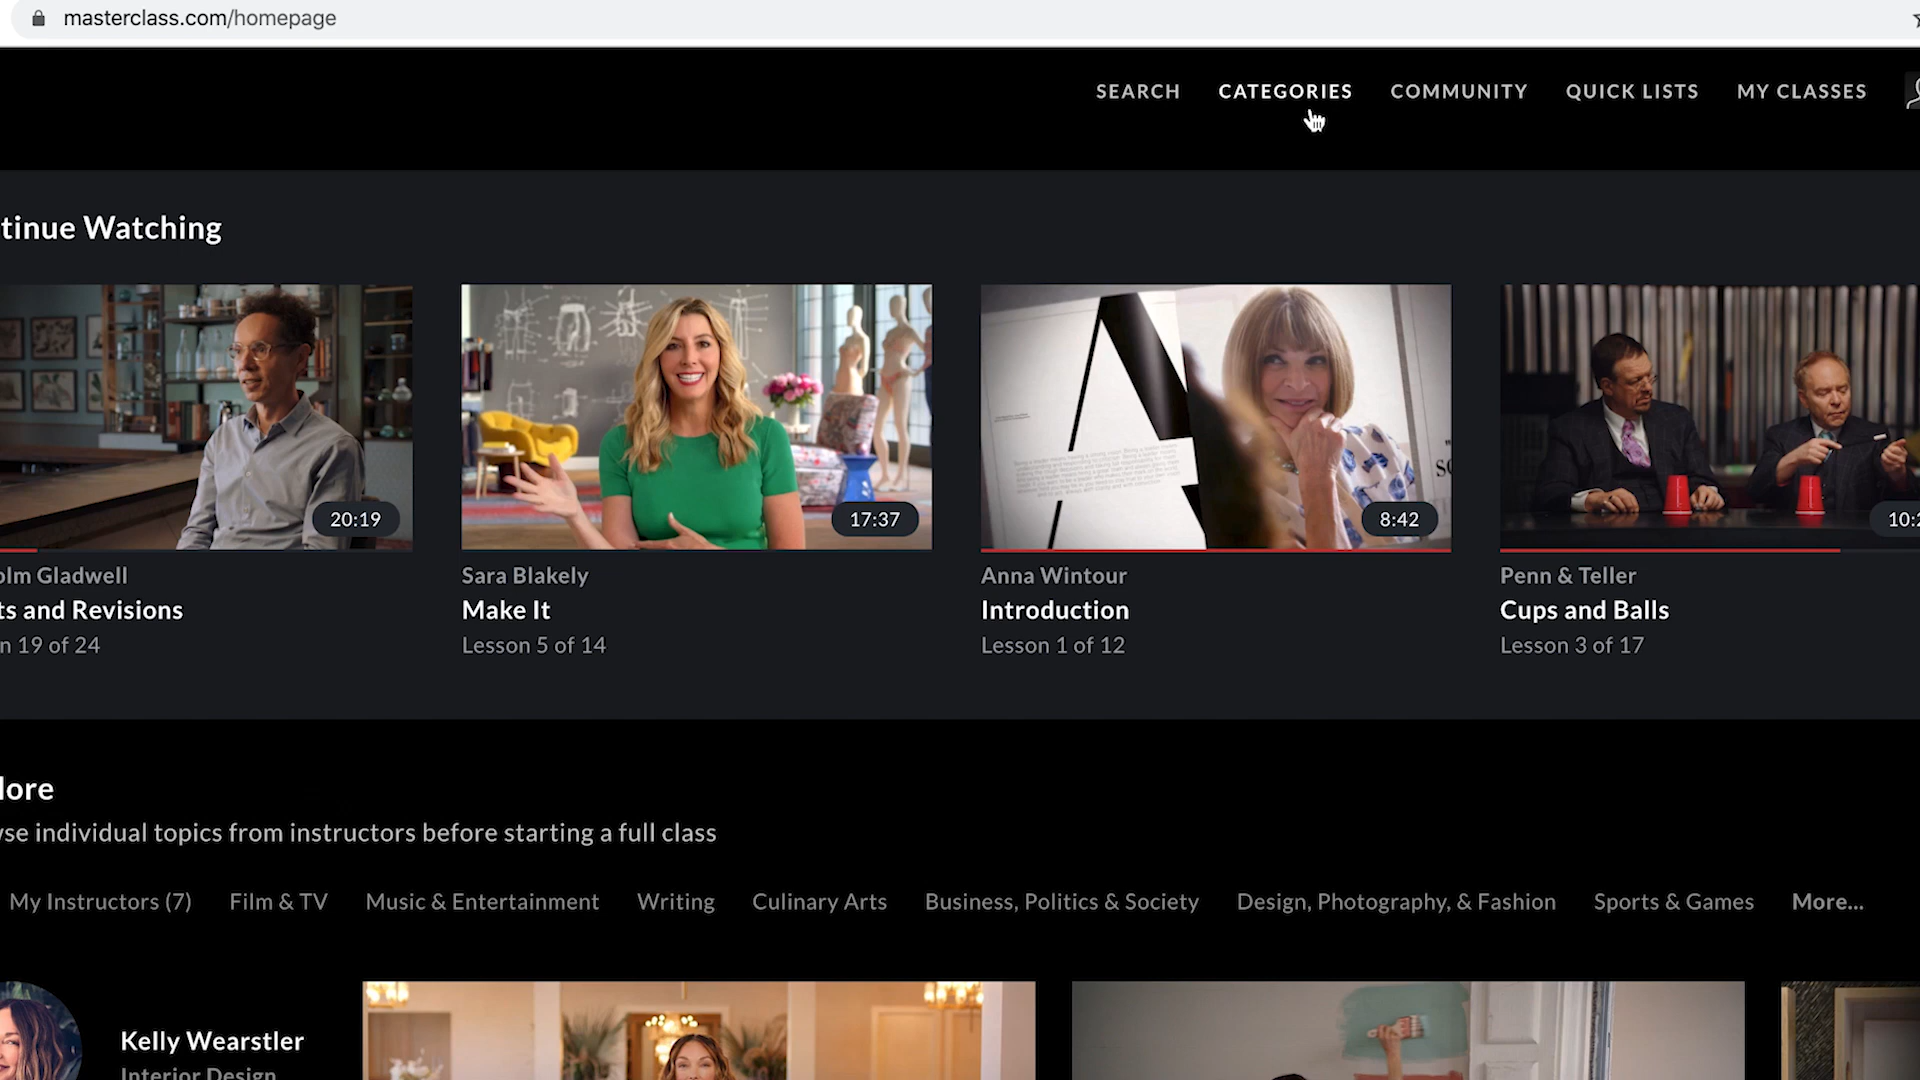 masterclass.com/homepage
SEARCH CATEGORIES COMMUNITY QUICK LISTS MY CLASSES
tinue Watching
20:19 17:37 8:42 10:2
olm Gladwell Sara Blakely Anna Wintour Penn & Teller
ts and Revisions Make It Introduction Cups and Balls
n 19 of 24 Lesson 5 of 14 Lesson 1 of 12 Lesson 3 of 17
lore
wse individual topics from instructors before starting a full class
My Instructors (7) Film & TV Music & Entertainment Writing Culinary Arts Business, Politics & Society Design, Photography, & Fashion Sports & Games More...
Kelly Wearstler
Interior Design